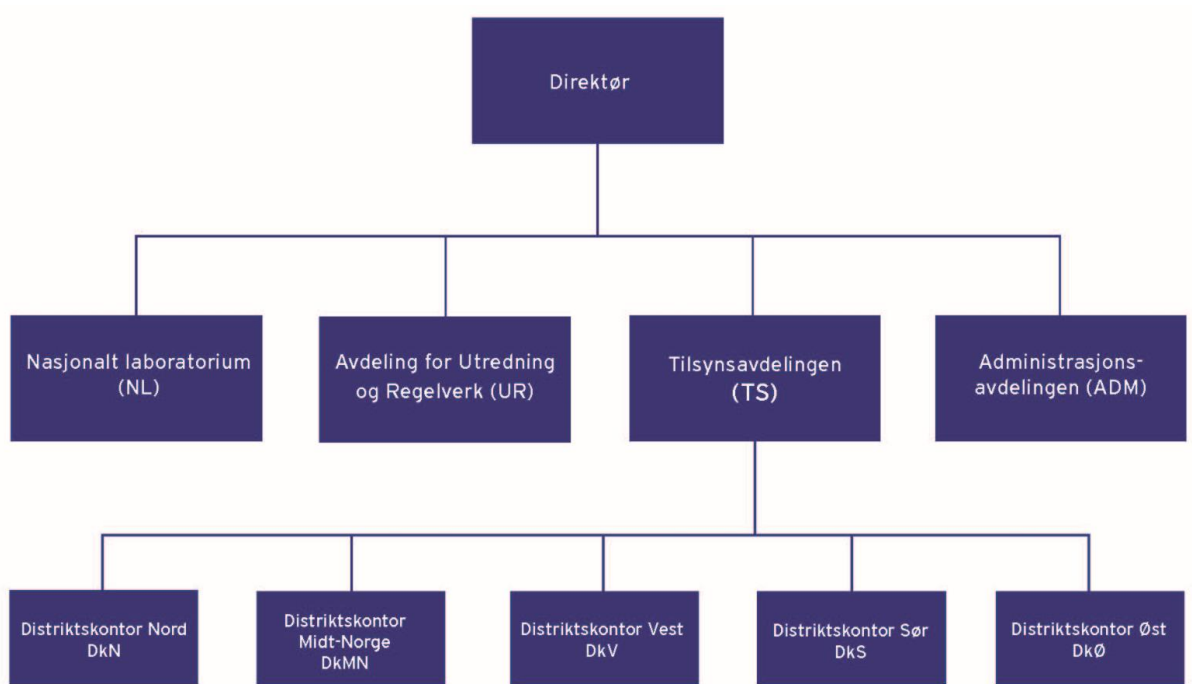 Direktør
Nasjonalt laboratorium
(NL)
Avdeling for Utredning
og Regelverk (UR)
Tilsynsavdelingen
(TS)
Administrasjons-
avdelingen (ADM)
Distriktskontor Nord
DkN
Distriktskontor
Midt-Norge
DkMN
Distriktskontor Vest
DkV
Distriktskontor Sør
DkS
Distriktskontor Øst
DkØ